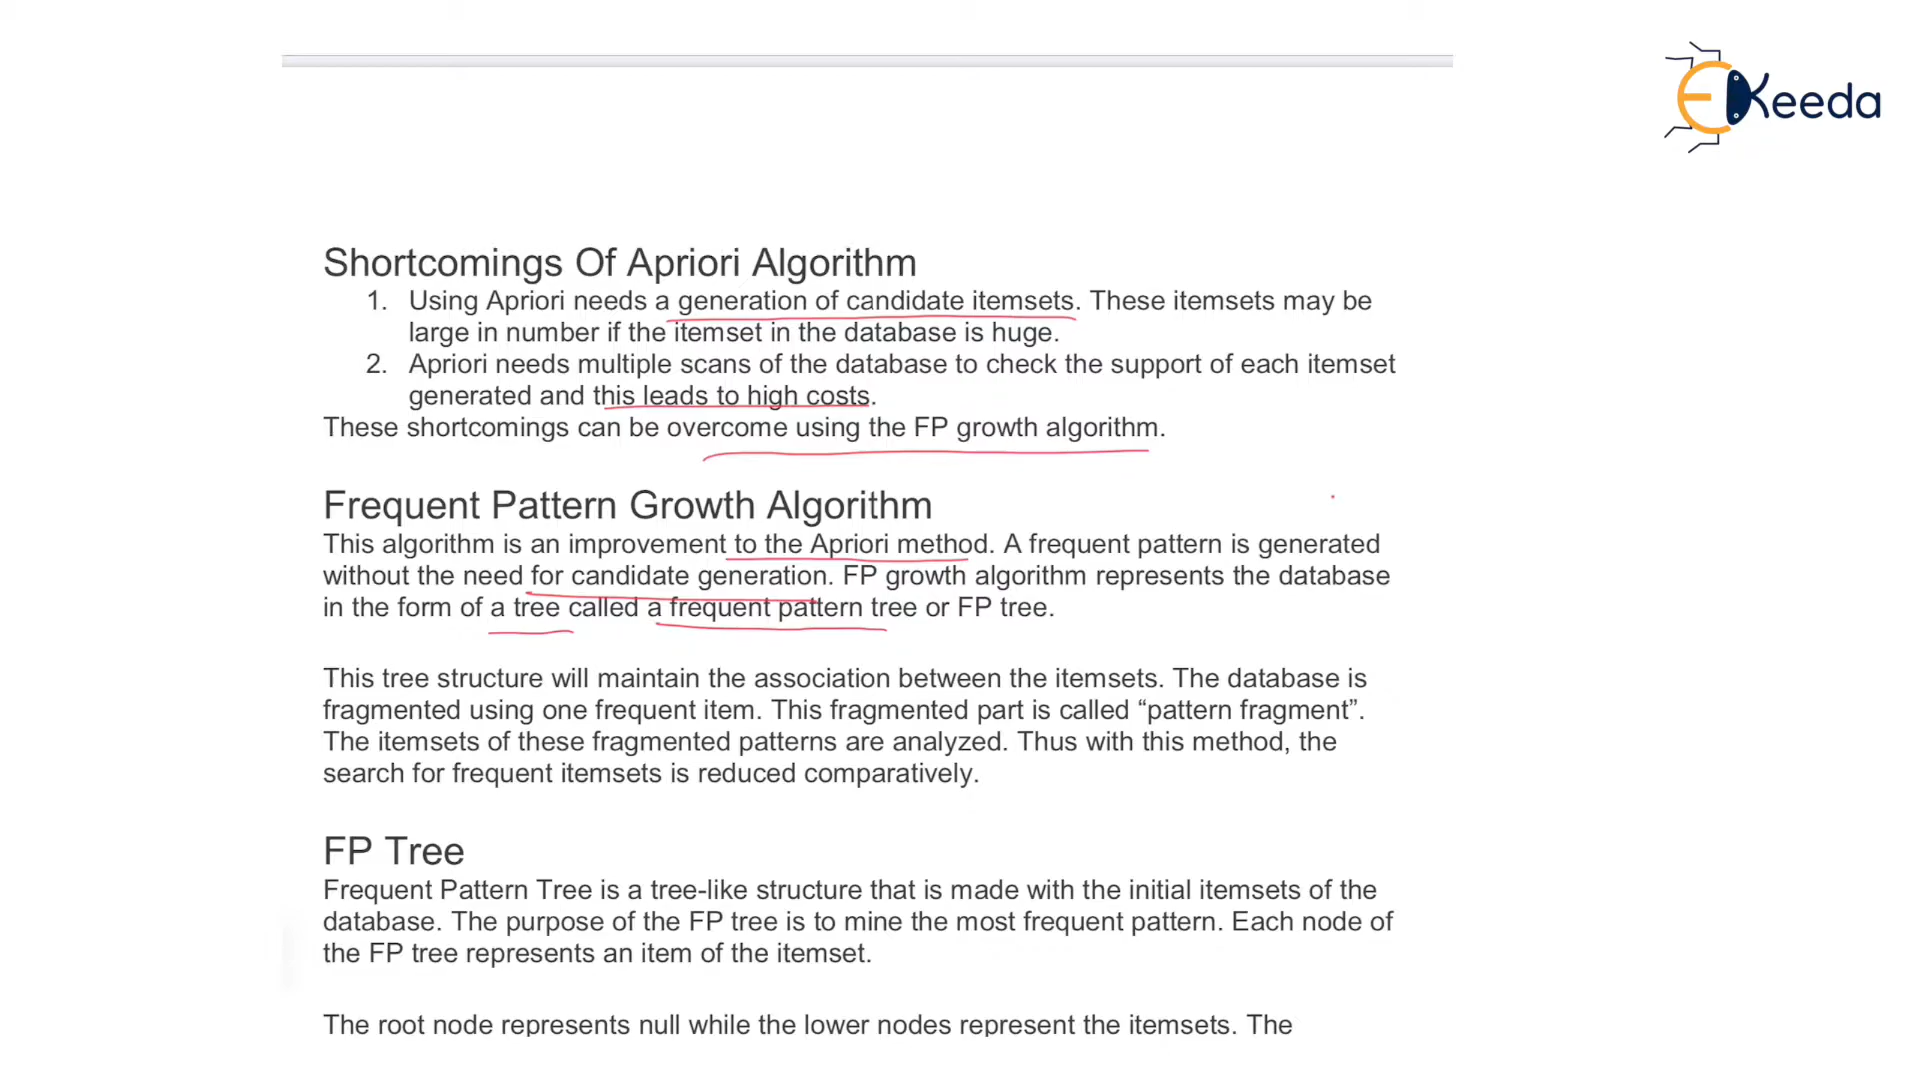 EKeeda
Shortcomings Of Apriori Algorithm
1. Using Apriori needs a generation of candidate itemsets. These itemsets may be
large in number if the itemset in the database is huge.
2. Apriori needs multiple scans of the database to check the support of each itemset
generated and this leads to high costs.
These shortcomings can be overcome using the FP growth algorithm.
Frequent Pattern Growth Algorithm
This algorithm is an improvement to the Apriori method. A frequent pattern is generated
without the need for candidate generation. FP growth algorithm represents the database
in the form of a tree called a frequent pattern tree or FP tree.
This tree structure will maintain the association between the itemsets. The database is
fragmented using one frequent item. This fragmented part is called “pattern fragment”.
The itemsets of these fragmented patterns are analyzed. Thus with this method, the
search for frequent itemsets is reduced comparatively.
FP Tree
Frequent Pattern Tree is a tree-like structure that is made with the initial itemsets of the
database. The purpose of the FP tree is to mine the most frequent pattern. Each node of
the FP tree represents an item of the itemset.
The root node represents null while the lower nodes represent the itemsets. The